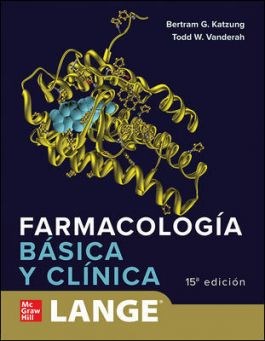 Bertram G. Katzung
Todd W. Vanderah
FARMACOLOGÍA
BÁSICA
Y CLÍNICA
15ª edición
Mc
Graw
Hill
LANGE®